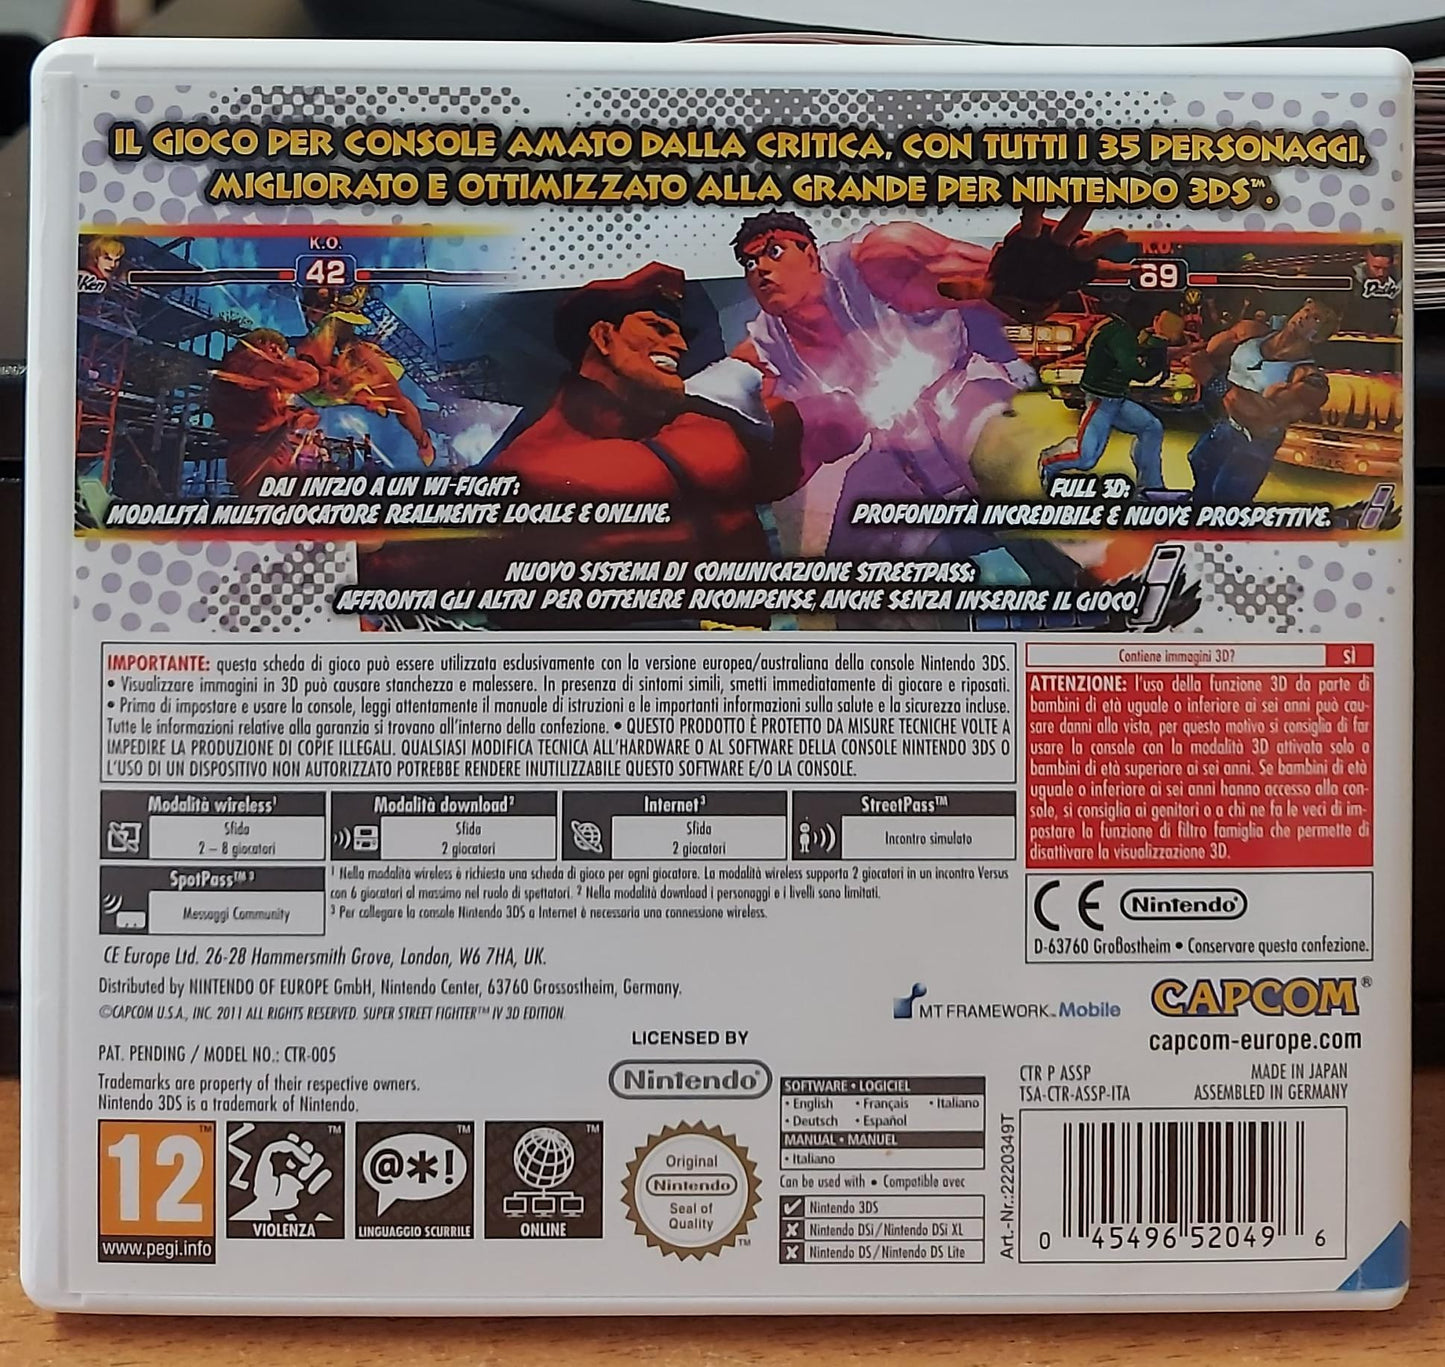 IL GIOCO PER CONSOLE AMATO DALLA CRITICA, CON TUTTI I 35 PERSONAGGI,
MIGLIORATO E OTTIMIZZATO ALLA GRANDE PER NINTENDO 3DS™.
K.O.
42
Ken
K.O.
89
Dudley
DAI INIZIO A UN WI-FIGHT:
MODALITÀ MULTIGIOCATORE REALMENTE LOCALE E ONLINE.
FULL 3D:
PROFONDITÀ INCREDIBILE E NUOVE PROSPETTIVE.
NUOVO SISTEMA DI COMUNICAZIONE STREETPASS:
AFFRONTA GLI ALTRI PER OTTENERE RICOMPENSE, ANCHE SENZA INSERIRE IL GIOCO!
IMPORTANTE: questa scheda di gioco può essere utilizzata esclusivamente con la versione europea/australiana della console Nintendo 3DS.
• Visualizzare immagini in 3D può causare stanchezza e malessere. In presenza di sintomi simili, smetti immediatamente di giocare e riposati.
• Prima di impostare e usare la console, leggi attentamente il manuale di istruzioni e le importanti informazioni sulla salute e la sicurezza incluse.
Tutte le informazioni relative alla garanzia si trovano all'interno della confezione. • QUESTO PRODOTTO È PROTETTO DA MISURE TECNICHE VOLTE A
IMPEDIRE LA PRODUZIONE DI COPIE ILLEGALI. QUALSIASI MODIFICA TECNICA ALL'HARDWARE O AL SOFTWARE DELLA CONSOLE NINTENDO 3DS O
L'USO DI UN DISPOSITIVO NON AUTORIZZATO POTREBBE RENDERE INUTILIZZABILE QUESTO SOFTWARE E/O LA CONSOLE.
Contiene immagini 3D? SÌ
ATTENZIONE: l'uso della funzione 3D da parte di
bambini di età uguale o inferiore ai sei anni può cau-
sare danni alla vista, per questo motivo si consiglia di far
usare la console con la modalità 3D attivata solo a
bambini di età superiore ai sei anni. Se bambini di età
uguale o inferiore ai sei anni hanno accesso alla con-
sole, si consiglia ai genitori o a chi ne fa le veci di im-
postare la funzione di filtro famiglia che permette di
disattivare la visualizzazione 3D.
Modalità wireless¹
Sfida
2 – 8 giocatori
Modalità download²
Sfida
2 giocatori
Internet³
Sfida
2 giocatori
StreetPass™
Incontro simulato
SpotPass™ ³
Messaggi Community
¹ Nella modalità wireless è richiesta una scheda di gioco per ogni giocatore. La modalità wireless supporta 2 giocatori in un incontro Versus
con 6 giocatori al massimo nel ruolo di spettatori. ² Nella modalità download i personaggi e i livelli sono limitati.
³ Per collegare la console Nintendo 3DS a Internet è necessaria una connessione wireless.
CE Nintendo
D-63760 Großostheim • Conservare questa confezione.
CE Europe Ltd. 26-28 Hammersmith Grove, London, W6 7HA, UK.
Distributed by NINTENDO OF EUROPE GmbH, Nintendo Center, 63760 Grossostheim, Germany.
©CAPCOM U.S.A., INC. 2011 ALL RIGHTS RESERVED. SUPER STREET FIGHTER™ IV 3D EDITION.
MT FRAMEWORK™ Mobile
CAPCOM®
capcom-europe.com
PAT. PENDING / MODEL NO.: CTR-005
Trademarks are property of their respective owners.
Nintendo 3DS is a trademark of Nintendo.
LICENSED BY
Nintendo®
CTR P ASSP
TSA-CTR-ASSP-ITA
MADE IN JAPAN
ASSEMBLED IN GERMANY
12™
www.pegi.info
TM
VIOLENZA
@*!
TM
LINGUAGGIO SCURRILE
TM
ONLINE
Original
Nintendo
Seal of
Quality
TM
SOFTWARE • LOGICIEL
• English • Français • Italiano
• Deutsch • Español
MANUAL • MANUEL
• Italiano
Can be used with • Compatible avec
Nintendo 3DS
Nintendo DSi / Nintendo DSi XL
Nintendo DS / Nintendo DS Lite
Art.-Nr.:2220349T
0 45496 52049 6